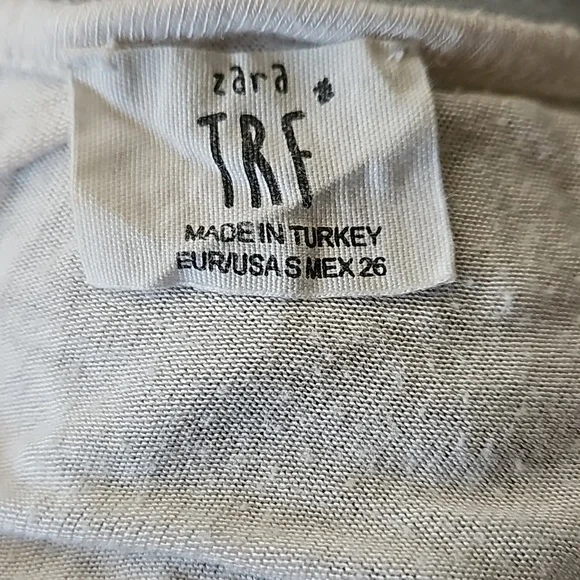 zara
TRF
MADE IN TURKEY
EUR/USA S MEX 26